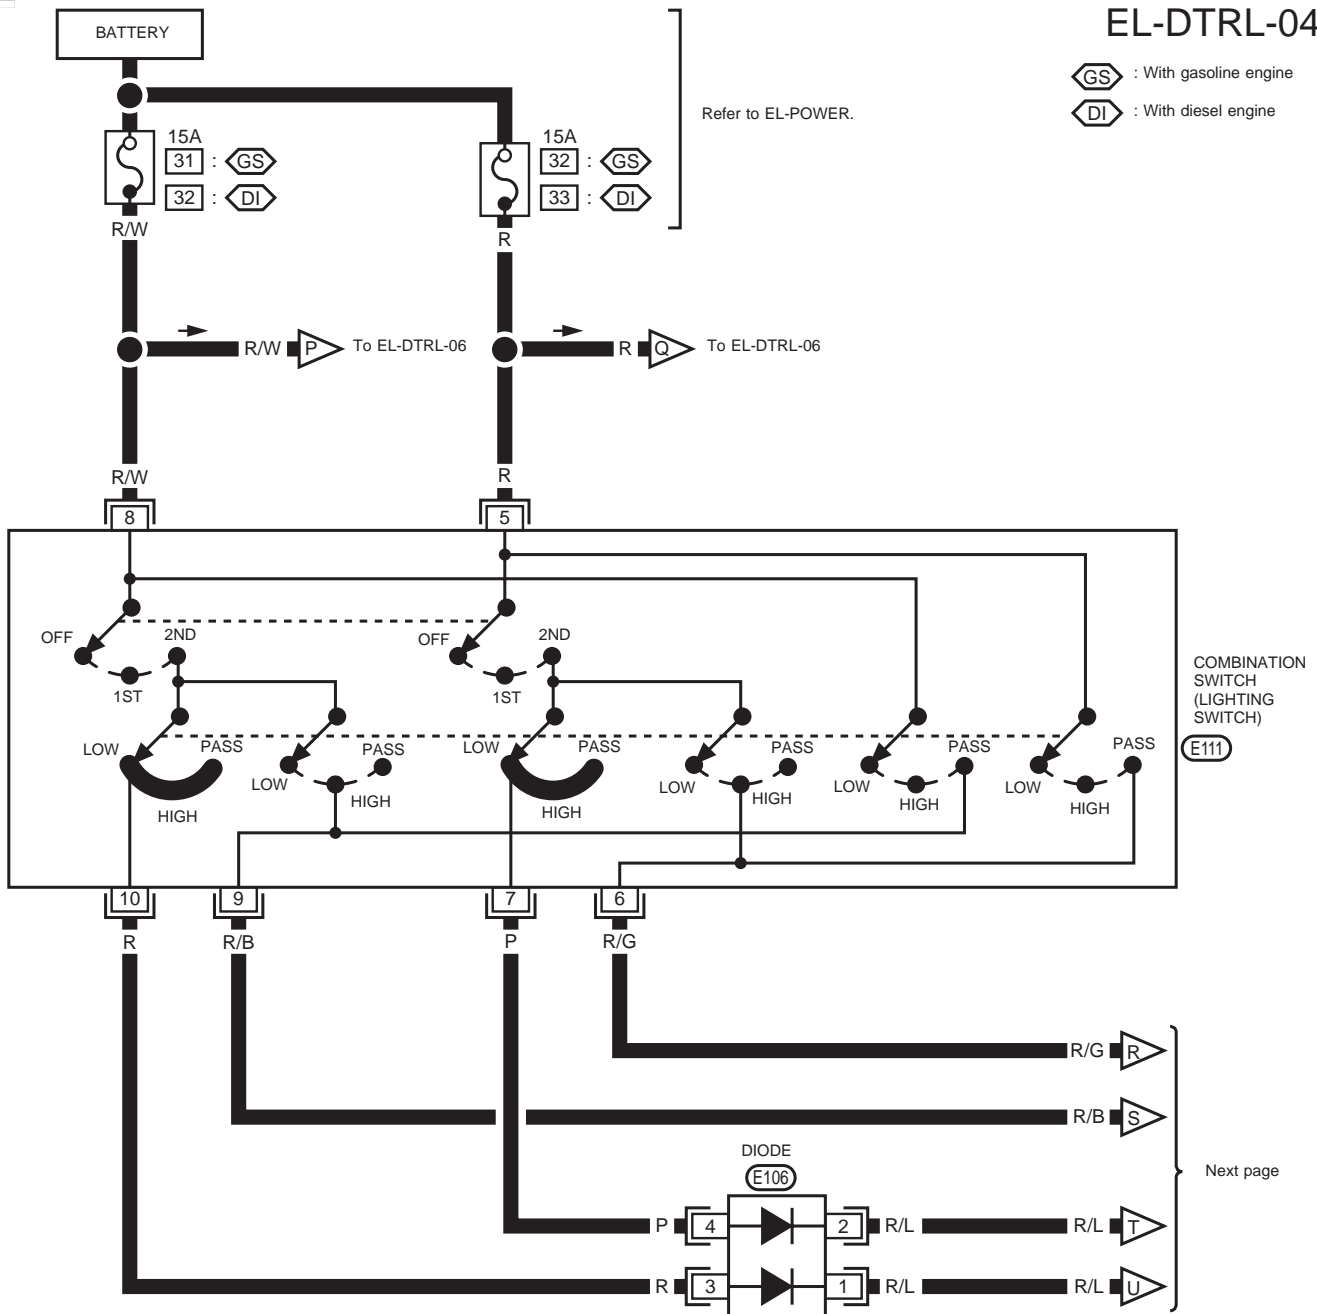 EL-DTRL-04
BATTERY
GS : With gasoline engine
DI : With diesel engine
Refer to EL-POWER.
15A
31 : GS
32 : DI
15A
32 : GS
33 : DI
R/W
R
R/W P To EL-DTRL-06
R Q To EL-DTRL-06
R/W
R
8
5
OFF
2ND
1ST
OFF
2ND
1ST
COMBINATION
SWITCH
(LIGHTING
SWITCH)
E111
LOW
PASS
HIGH
LOW
PASS
HIGH
LOW
PASS
HIGH
LOW
PASS
HIGH
LOW
PASS
HIGH
LOW
PASS
HIGH
10
9
7
6
R
R/B
P
R/G
R/G R
R/B S
DIODE
E106
Next page
P 4 2 R/L R/L T
R 3 1 R/L R/L U